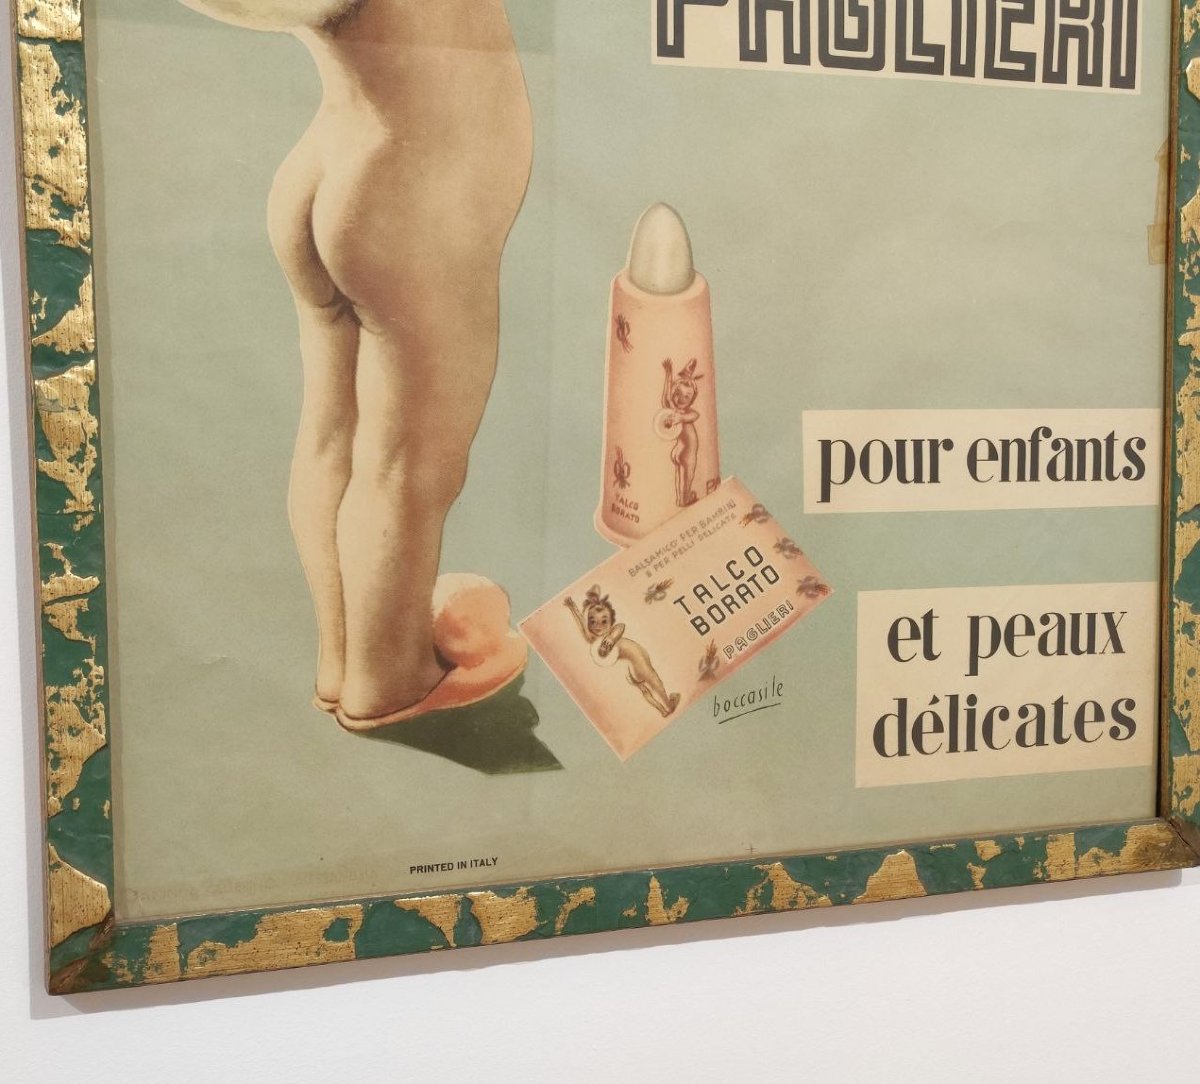 PAGLIERI
TALCO
BORATO
BALSAMICO PER BAMBINI
E PER PELLI DELICATE
TALCO
BORATO
PAGLIERI
boccasile
pour enfants
et peaux
délicates
PRINTED IN ITALY